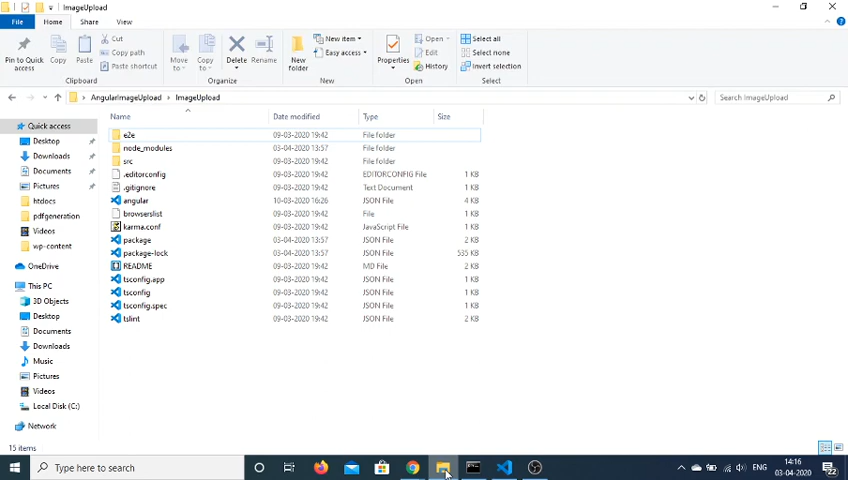 ImageUpload
File Home Share View
Pin to Quick access
Copy
Paste
Cut
Copy path
Paste shortcut
Move to
Copy to
Delete
Rename
New folder
New item
Easy access
Properties
Open
Edit
History
Select all
Select none
Invert selection
Clipboard Organize New Open Select
AngularImageUpload › ImageUpload
Search ImageUpload
Name Date modified Type Size
Quick access
Desktop
Downloads
Documents
Pictures
htdocs
pdfgeneration
Videos
wp-content
OneDrive
This PC
3D Objects
Desktop
Documents
Downloads
Music
Pictures
Videos
Local Disk (C:)
Network
e2e 09-03-2020 19:42 File folder
node_modules 03-04-2020 13:57 File folder
src 09-03-2020 19:42 File folder
.editorconfig 09-03-2020 19:42 EDITORCONFIG File 1 KB
.gitignore 09-03-2020 19:42 Text Document 1 KB
angular 10-03-2020 16:26 JSON File 4 KB
browserslist 09-03-2020 19:42 File 1 KB
karma.conf 09-03-2020 19:42 JavaScript File 1 KB
package 03-04-2020 13:57 JSON File 2 KB
package-lock 03-04-2020 13:57 JSON File 535 KB
README 09-03-2020 19:42 MD File 2 KB
tsconfig.app 09-03-2020 19:42 JSON File 1 KB
tsconfig 09-03-2020 19:42 JSON File 1 KB
tsconfig.spec 09-03-2020 19:42 JSON File 1 KB
tslint 09-03-2020 19:42 JSON File 2 KB
15 items
Type here to search
ENG
14:16
03-04-2020
22